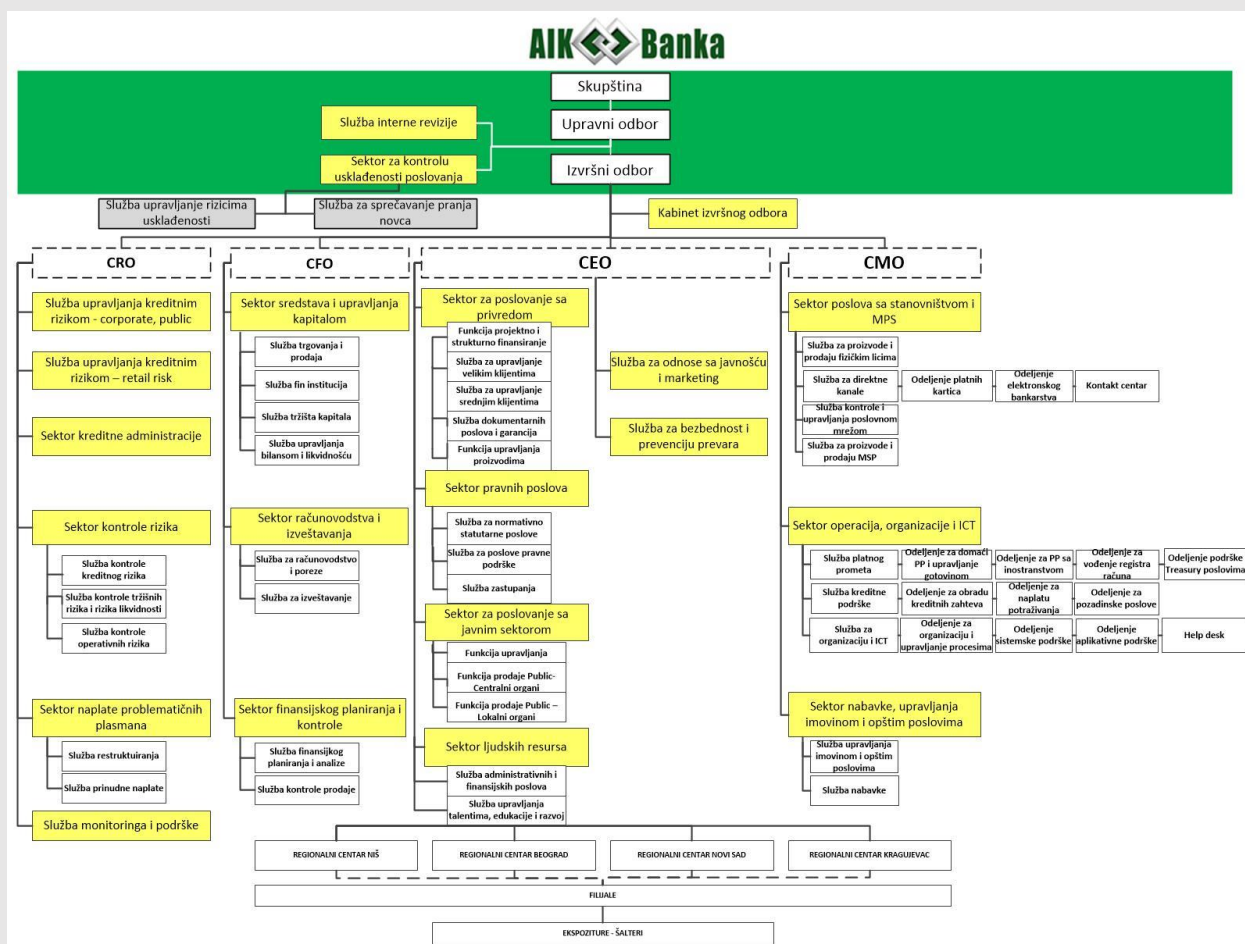 AIK Banka
Skupština
Služba interne revizije
Upravni odbor
Sektor za kontrolu
usklađenosti poslovanja
Izvršni odbor
Služba upravljanje rizicima
usklađenosti
Služba za sprečavanje pranja
novca
Kabinet izvršnog odbora
CRO
Služba upravljanja kreditnim
rizikom - corporate, public
Služba upravljanja kreditnim
rizikom – retail risk
Sektor kreditne administracije
Sektor kontrole rizika
Služba kontrole
kreditnog rizika
Služba kontrole tržišnih
rizika i rizika likvidnosti
Služba kontrole
operativnih rizika
Sektor naplate problematičnih
plasmana
Služba restruktuiranja
Služba prinudne naplate
Služba monitoringa i podrške
CFO
Sektor sredstava i upravljanja
kapitalom
Služba trgovanja i
prodaja
Služba fin institucija
Služba tržišta kapitala
Služba upravljanja
bilansom i likvidnošću
Sektor računovodstva i
izveštavanja
Služba za računovodstvo
i poreze
Služba za izveštavanje
Sektor finansijskog planiranja i
kontrole
Služba finansijkog
planiranja i analize
Služba kontrole prodaje
CEO
Sektor za poslovanje sa
privredom
Funkcija projektno i
strukturno finansiranje
Služba za upravljanje
velikim klijentima
Služba za upravljanje
srednjim klijentima
Služba dokumentarnih
poslova i garancija
Funkcija upravljanja
proizvodima
Sektor pravnih poslova
Služba za normativno
statutarne poslove
Služba za poslove pravne
podrške
Služba zastupanja
Sektor za poslovanje sa
javnim sektorom
Funkcija upravljanja
Funkcija prodaje Public-
Centralni organi
Funkcija prodaje Public –
Lokalni organi
Sektor ljudskih resursa
Služba administrativnih i
finansijskih poslova
Služba upravljanja
talentima, edukacije i razvoj
Služba za odnose sa javnošću
i marketing
Služba za bezbednost i
prevenciju prevara
CMO
Sektor poslova sa stanovništvom i
MPS
Služba za proizvode i
prodaju fizičkim licima
Služba za direktne
kanale
Odeljenje platnih
kartica
Odeljenje
elektronskog
bankarstva
Kontakt centar
Služba kontrole i
upravljanja poslovnom
mrežom
Služba za proizvode i
prodaju MSP
Sektor operacija, organizacije i ICT
Služba platnog
prometa
Odeljenje za domaći
PP i upravljanje
gotovinom
Odeljenje za PP sa
inostranstvom
Odeljenje za
vođenje registra
računa
Odeljenje podrške
Treasury poslovima
Služba kreditne
podrške
Odeljenje za obradu
kreditnih zahteva
Odeljenje za
naplatu
potraživanja
Odeljenje za
pozadinske poslove
Služba za
organizaciju i ICT
Odeljenje za
organizaciju i
upravljanje procesima
Odeljenje
sistemske podrške
Odeljenje
aplikativne podrške
Help desk
Sektor nabavke, upravljanja
imovinom i opštim poslovima
Služba upravljanja
imovinom i opštim
poslovima
Služba nabavke
REGIONALNI CENTAR NIŠ
REGIONALNI CENTAR BEOGRAD
REGIONALNI CENTAR NOVI SAD
REGIONALNI CENTAR KRAGUJEVAC
FILIJALE
EKSPOZITURE - ŠALTERI